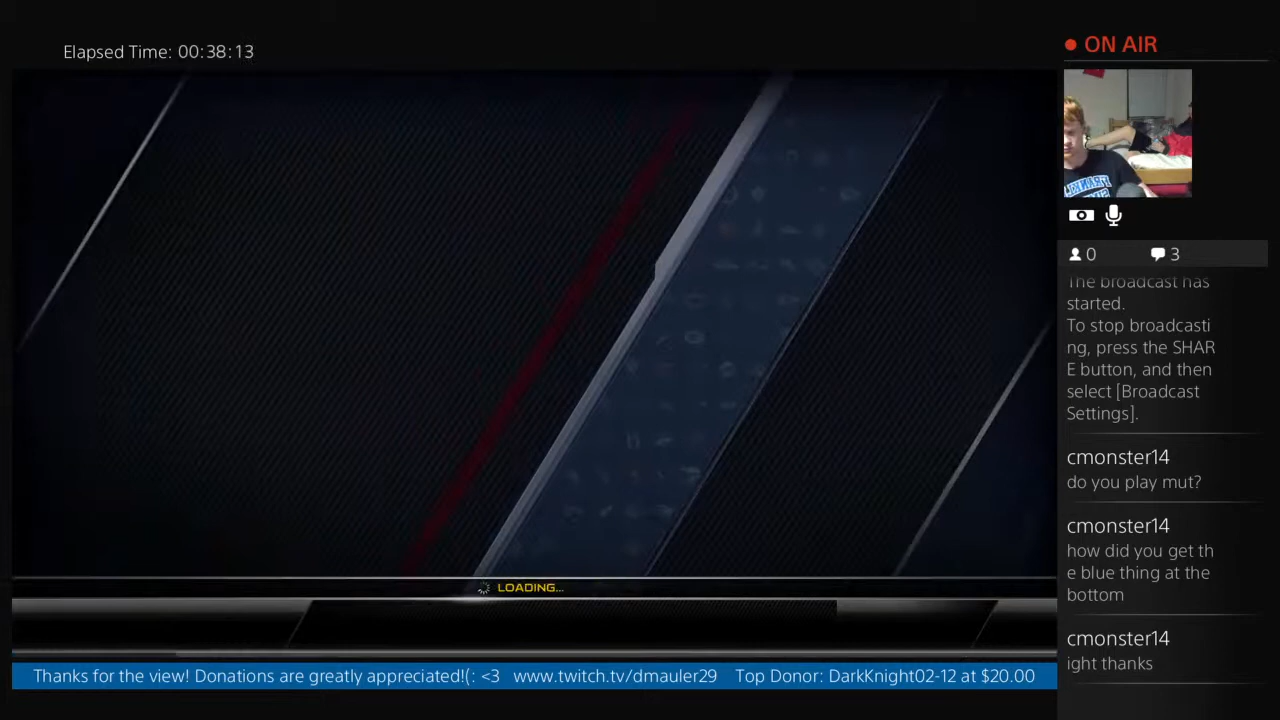 Elapsed Time: 00:38:13
ON AIR
0 3
The broadcast has
started.
To stop broadcasti
ng, press the SHAR
E button, and then
select [Broadcast
Settings].
cmonster14
do you play mut?
cmonster14
how did you get th
e blue thing at the
bottom
cmonster14
ight thanks
LOADING...
Thanks for the view! Donations are greatly appreciated!(: <3 www.twitch.tv/dmauler29 Top Donor: DarkKnight02-12 at $20.00